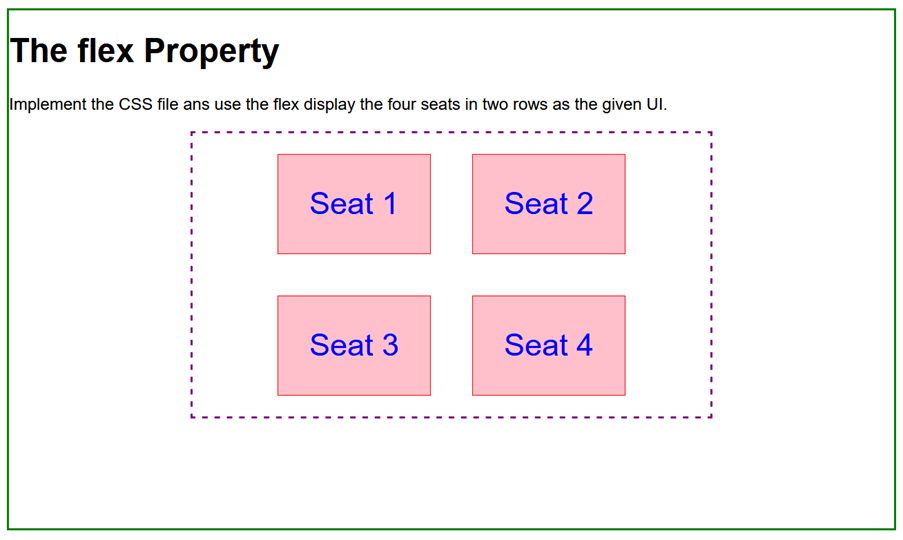 The flex Property
Implement the CSS file ans use the flex display the four seats in two rows as the given UI.
Seat 1
Seat 2
Seat 3
Seat 4